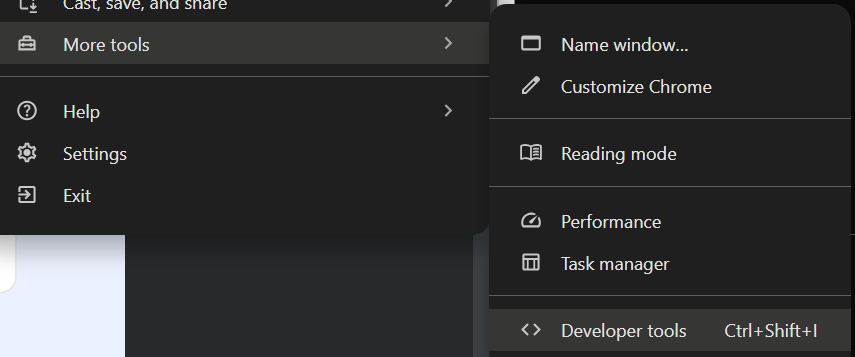 Cast, save, and share
More tools
Help
Settings
Exit
Name window...
Customize Chrome
Reading mode
Performance
Task manager
Developer tools Ctrl+Shift+I